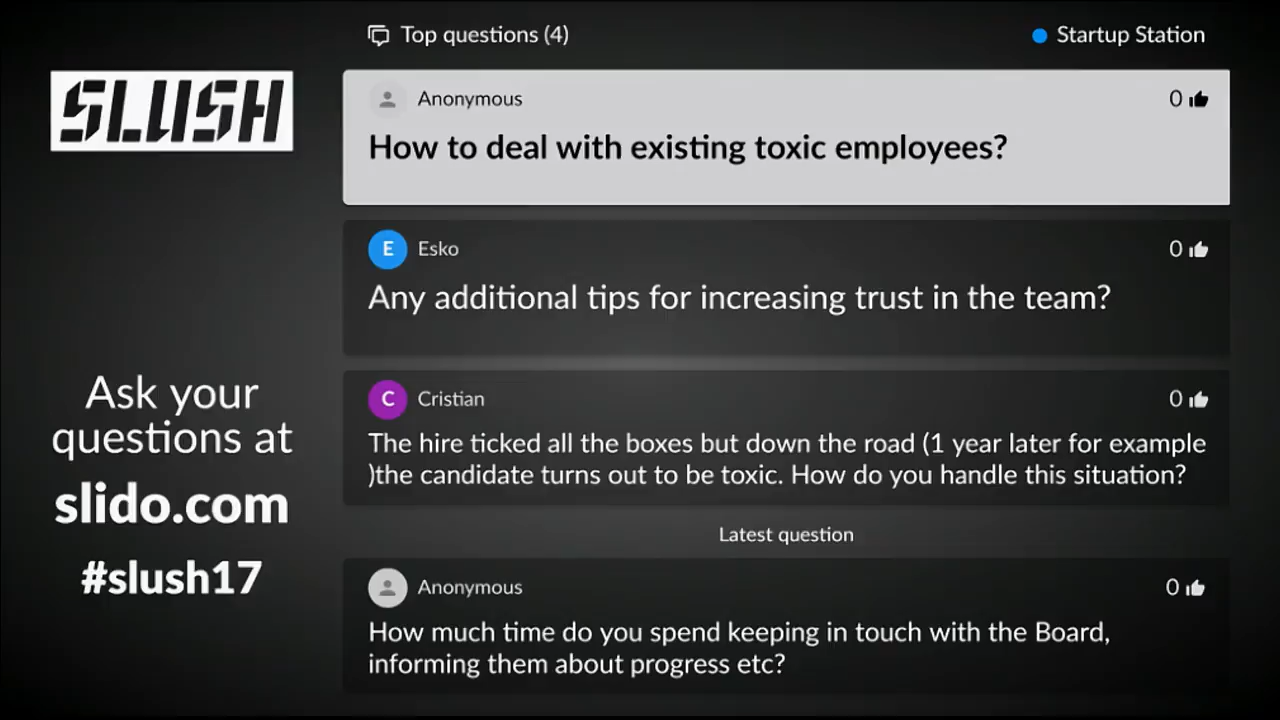 SLUSH
Ask your
questions at
slido.com
#slush17
Top questions (4)
Startup Station
Anonymous
0
How to deal with existing toxic employees?
E
Esko
0
Any additional tips for increasing trust in the team?
C
Cristian
0
The hire ticked all the boxes but down the road (1 year later for example
)the candidate turns out to be toxic. How do you handle this situation?
Latest question
Anonymous
0
How much time do you spend keeping in touch with the Board,
informing them about progress etc?